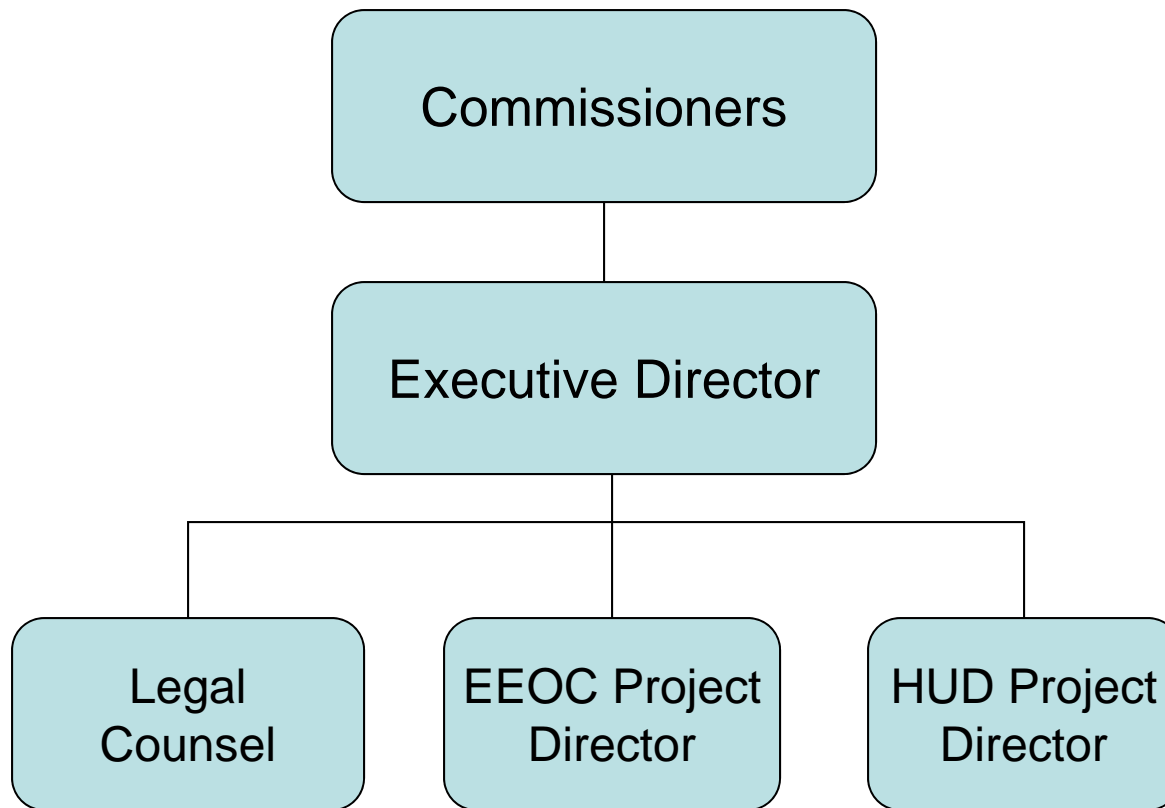 Commissioners
Executive Director
Legal
Counsel
EEOC Project
Director
HUD Project
Director